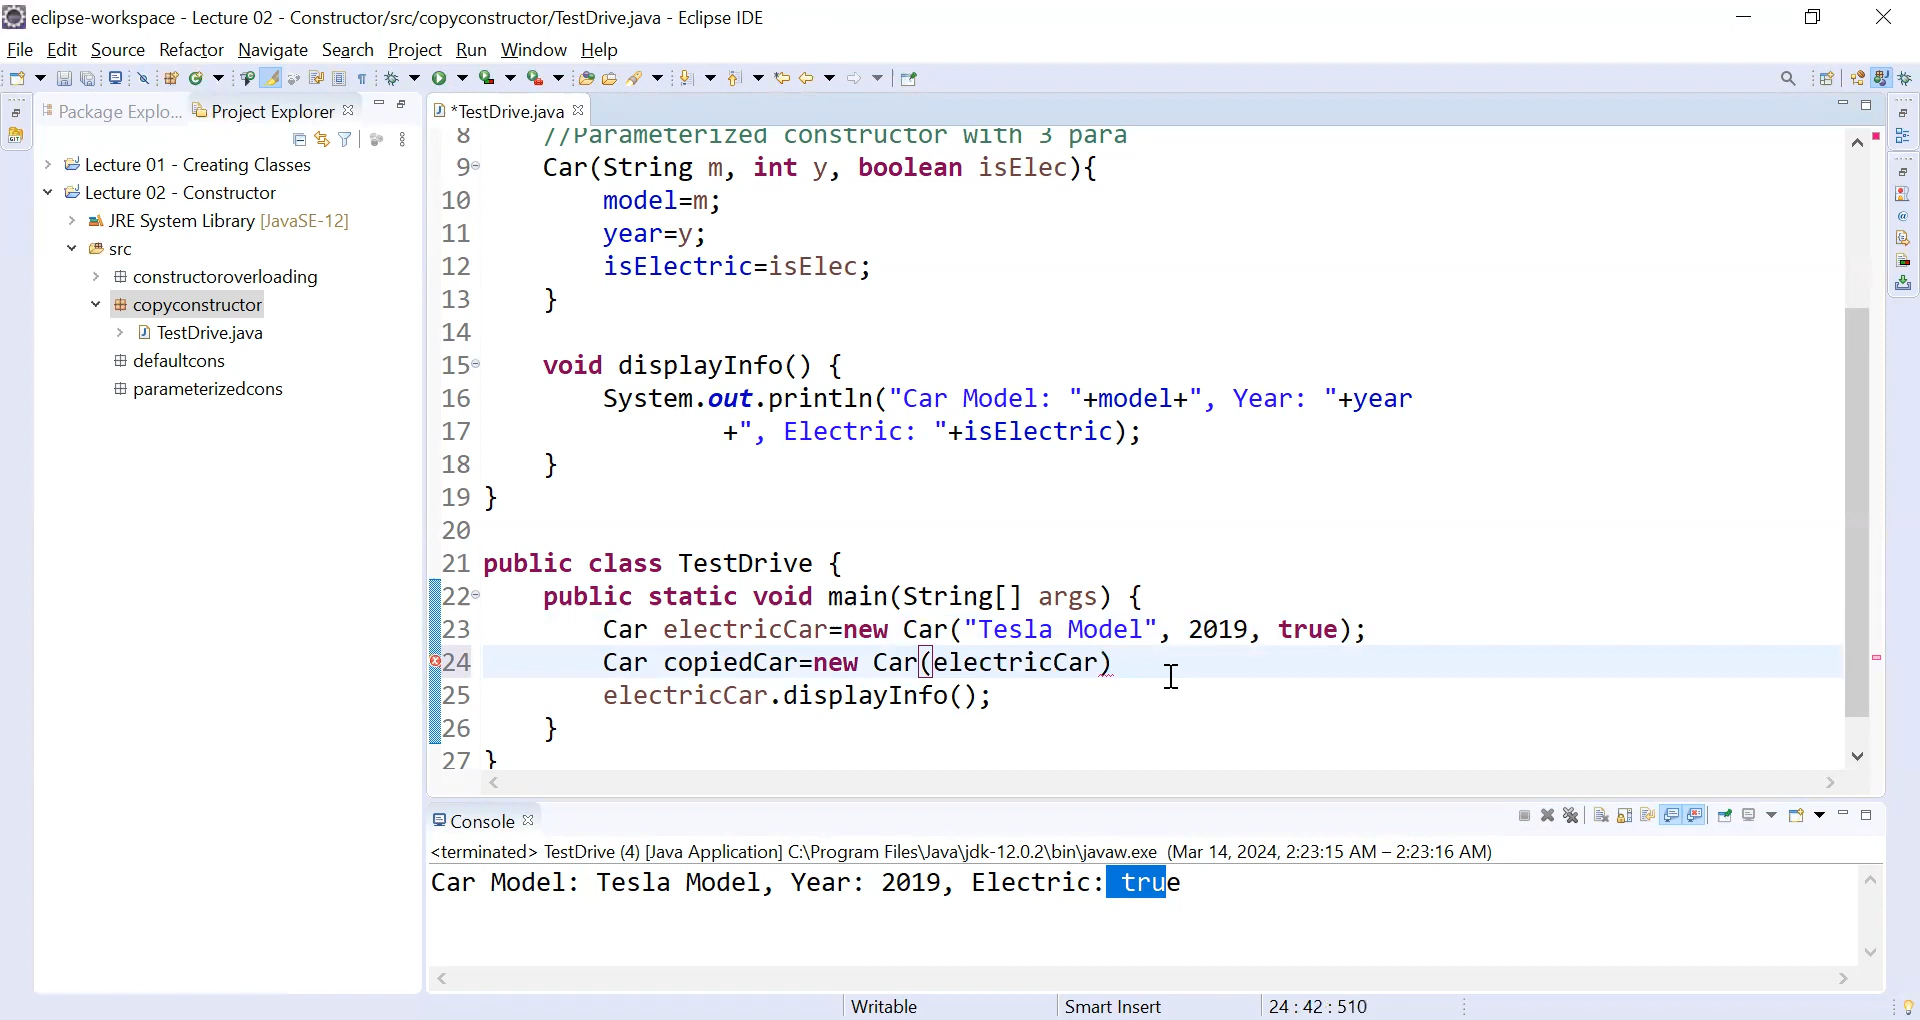 eclipse-workspace - Lecture 02 - Constructor/src/copyconstructor/TestDrive.java - Eclipse IDE
File Edit Source Refactor Navigate Search Project Run Window Help
Package Explo... Project Explorer
Lecture 01 - Creating Classes
Lecture 02 - Constructor
JRE System Library [JavaSE-12]
src
constructoroverloading
copyconstructor
TestDrive.java
defaultcons
parameterizedcons
*TestDrive.java
8 //Parameterized constructor with 3 para
9 Car(String m, int y, boolean isElec){
10 model=m;
11 year=y;
12 isElectric=isElec;
13 }
14
15 void displayInfo() {
16 System.out.println("Car Model: "+model+", Year: "+year
17 +", Electric: "+isElectric);
18 }
19 }
20
21 public class TestDrive {
22 public static void main(String[] args) {
23 Car electricCar=new Car("Tesla Model", 2019, true);
24 Car copiedCar=new Car(electricCar)
25 electricCar.displayInfo();
26 }
27 }
Console
<terminated> TestDrive (4) [Java Application] C:\Program Files\Java\jdk-12.0.2\bin\javaw.exe (Mar 14, 2024, 2:23:15 AM – 2:23:16 AM)
Car Model: Tesla Model, Year: 2019, Electric: true
Writable Smart Insert 24 : 42 : 510